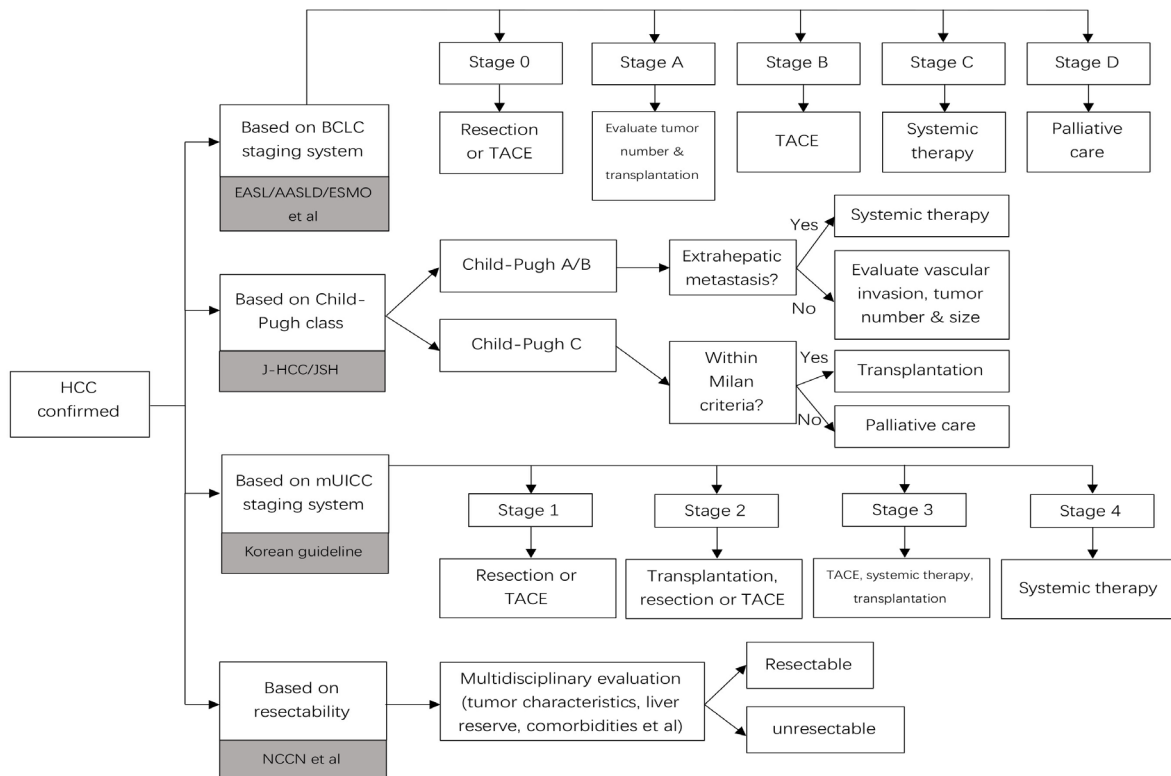 HCC
confirmed
Based on BCLC
staging system
EASL/AASLD/ESMO
et al
Stage 0
Stage A
Stage B
Stage C
Stage D
Resection
or TACE
Evaluate tumor
number &
transplantation
TACE
Systemic
therapy
Palliative
care
Based on Child-
Pugh class
J-HCC/JSH
Child-Pugh A/B
Extrahepatic
metastasis?
Yes
Systemic therapy
No
Evaluate vascular
invasion, tumor
number & size
Child-Pugh C
Within
Milan
criteria?
Yes
Transplantation
No
Palliative care
Based on mUICC
staging system
Korean guideline
Stage 1
Stage 2
Stage 3
Stage 4
Resection or
TACE
Transplantation,
resection or TACE
TACE, systemic therapy,
transplantation
Systemic therapy
Based on
resectability
NCCN et al
Multidisciplinary evaluation
(tumor characteristics, liver
reserve, comorbidities et al)
Resectable
unresectable